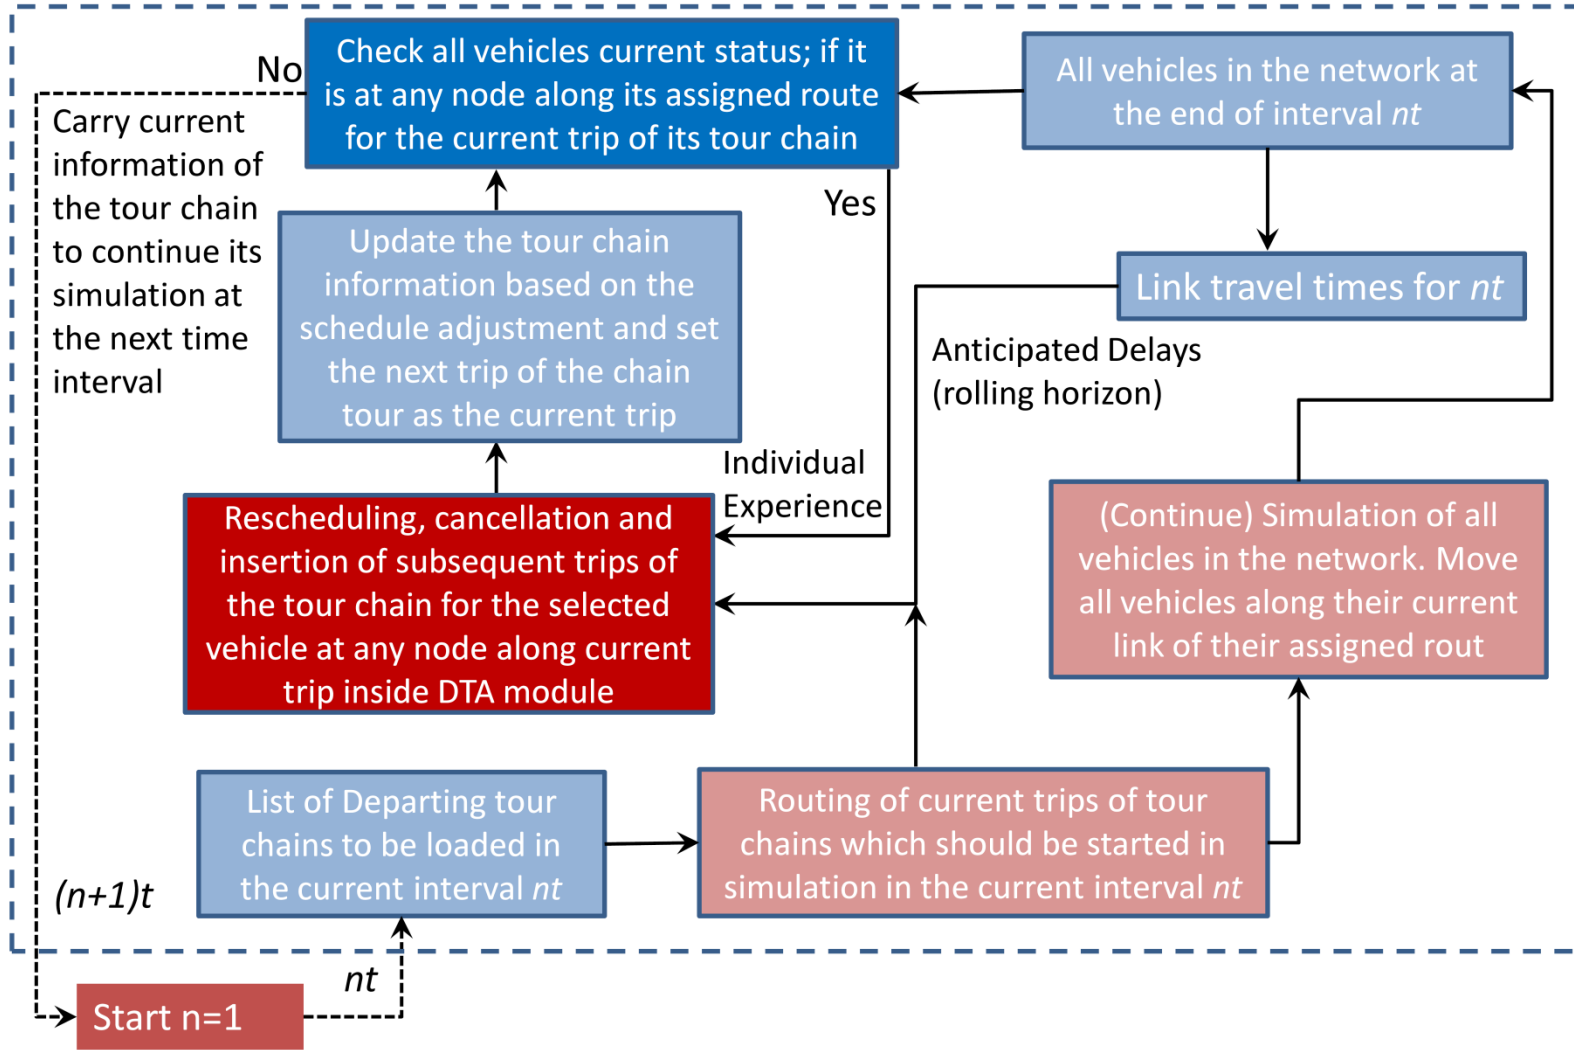 No
Check all vehicles current status; if it
is at any node along its assigned route
for the current trip of its tour chain
All vehicles in the network at
the end of interval nt
Carry current
information of
the tour chain
to continue its
simulation at
the next time
interval
Yes
Update the tour chain
information based on the
schedule adjustment and set
the next trip of the chain
tour as the current trip
Link travel times for nt
Anticipated Delays
(rolling horizon)
Individual
Experience
Rescheduling, cancellation and
insertion of subsequent trips of
the tour chain for the selected
vehicle at any node along current
trip inside DTA module
(Continue) Simulation of all
vehicles in the network. Move
all vehicles along their current
link of their assigned rout
List of Departing tour
chains to be loaded in
the current interval nt
Routing of current trips of tour
chains which should be started in
simulation in the current interval nt
(n+1)t
nt
Start n=1